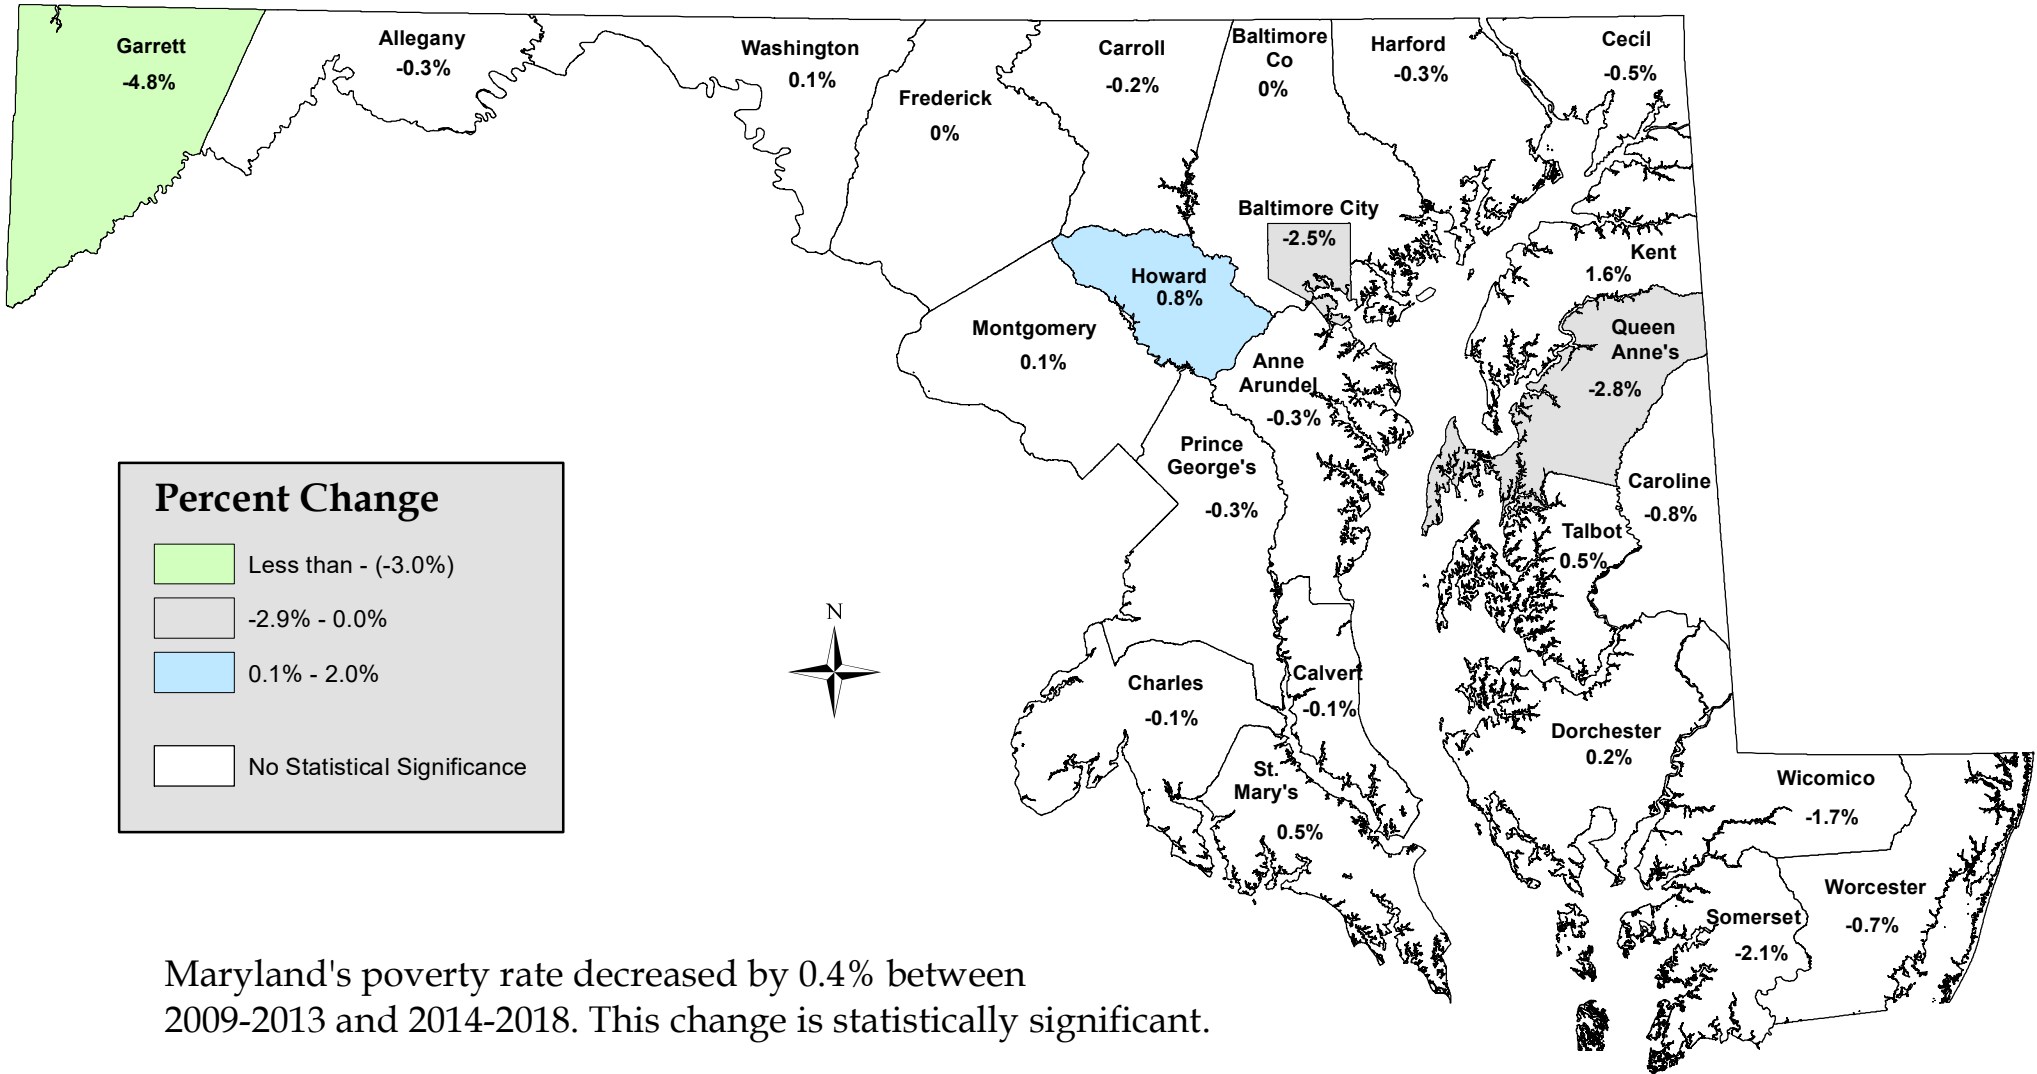 Garrett
-4.8%
Allegany
-0.3%
Washington
0.1%
Frederick
0%
Carroll
-0.2%
Baltimore
Co
0%
Harford
-0.3%
Cecil
-0.5%
Baltimore City
-2.5%
Howard
0.8%
Montgomery
0.1%
Kent
1.6%
Queen
Anne's
-2.8%
Anne
Arundel
-0.3%
Prince
George's
-0.3%
Caroline
-0.8%
Talbot
0.5%
Percent Change
Less than - (-3.0%)
-2.9% - 0.0%
0.1% - 2.0%
No Statistical Significance
N
Charles
-0.1%
Calvert
-0.1%
St.
Mary's
0.5%
Dorchester
0.2%
Wicomico
-1.7%
Worcester
-0.7%
Somerset
-2.1%
Maryland's poverty rate decreased by 0.4% between
2009-2013 and 2014-2018. This change is statistically significant.